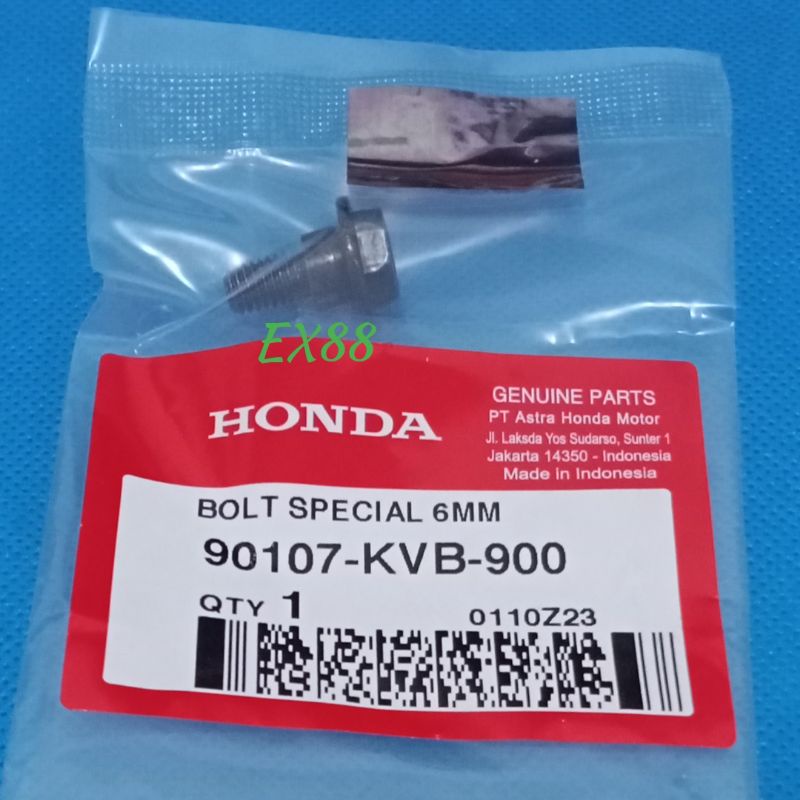 EX88
HONDA
GENUINE PARTS
PT Astra Honda Motor
Jl. Laksda Yos Sudarso, Sunter 1
Jakarta 14350 - Indonesia
Made in Indonesia
BOLT SPECIAL 6MM
90107-KVB-900
QTY 1
0110Z23